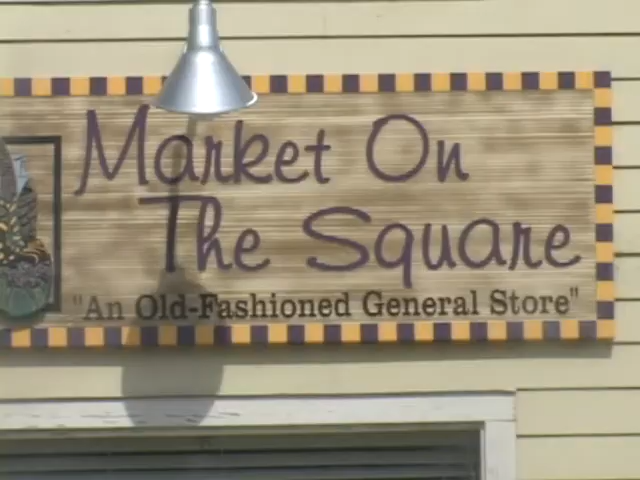 Market On
The Square
"An Old-Fashioned General Store"